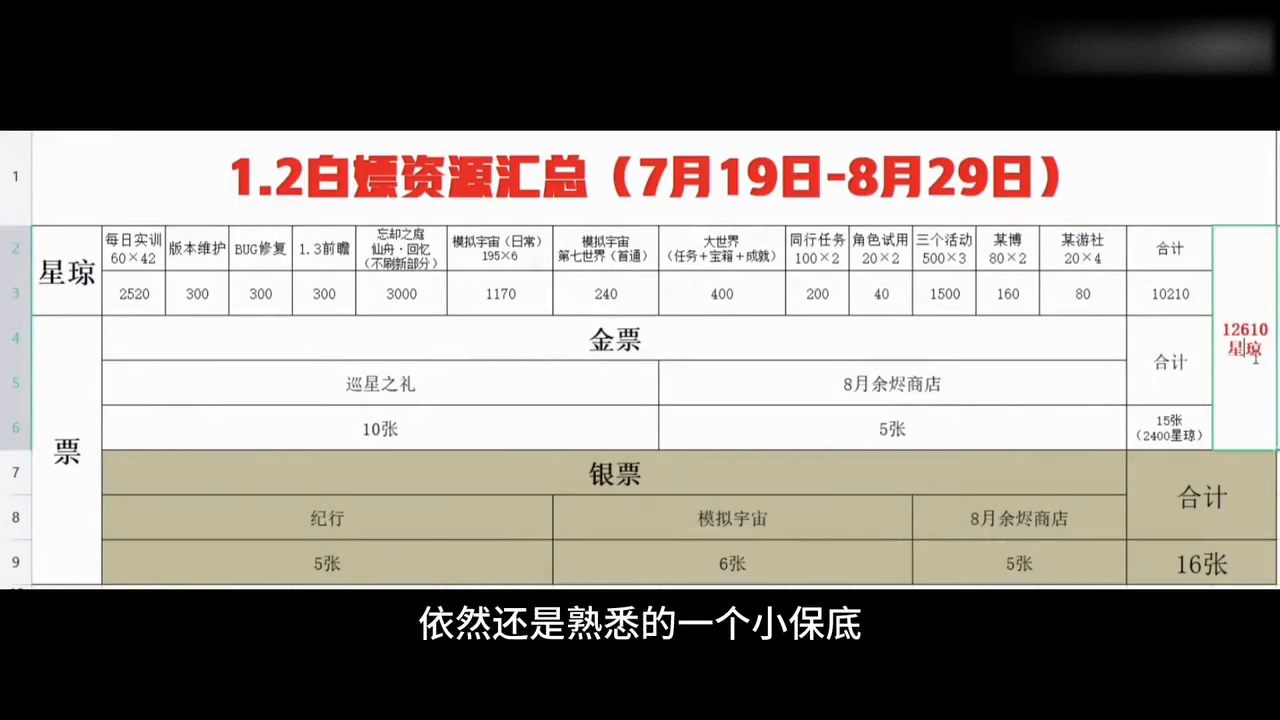 1
1.2白嫖资源汇总（7月19日-8月29日）
2
星琼
每日实训
60×42
版本维护
BUG修复
1.3前瞻
忘却之庭
仙舟·回忆
（不刷新部分）
模拟宇宙（日常）
195×6
模拟宇宙
第七世界（首通）
大世界
（任务+宝箱+成就）
同行任务
100×2
角色试用
20×2
三个活动
500×3
某博
80×2
某游社
20×4
合计
3
2520
300
300
300
3000
1170
240
400
200
40
1500
160
80
10210
12610
星琼
4
票
金票
合计
5
巡星之礼
8月余烬商店
6
10张
5张
15张
（2400星琼）
7
银票
合计
8
纪行
模拟宇宙
8月余烬商店
9
5张
6张
5张
16张
依然还是熟悉的一个小保底